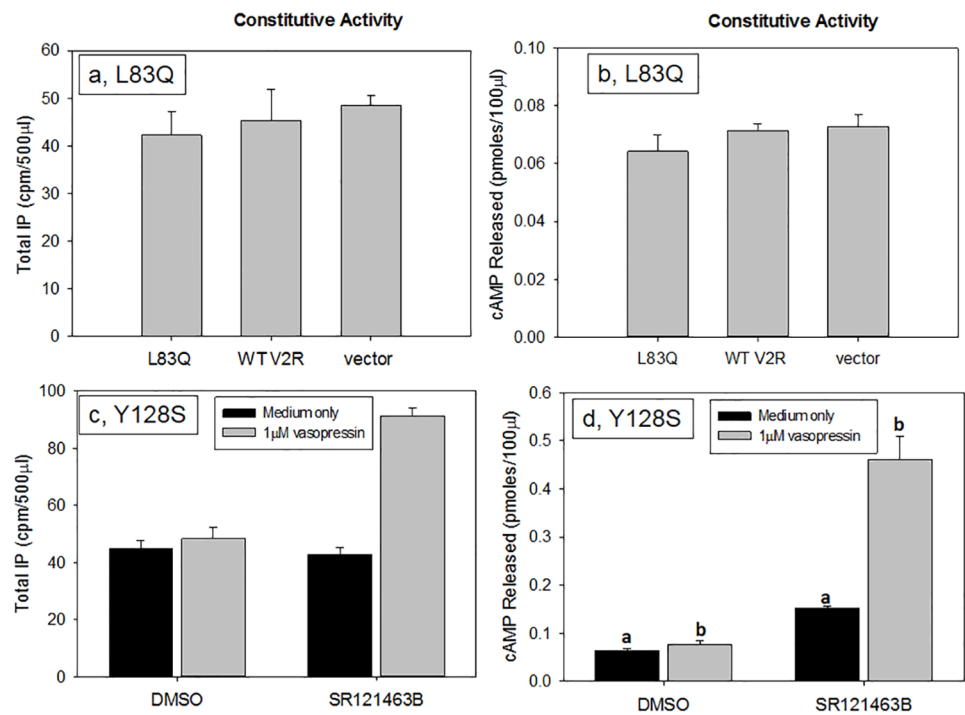 Constitutive Activity
a, L83Q
Total IP (cpm/500µl)
60
50
40
30
20
10
0
L83Q WT V2R vector
Constitutive Activity
b, L83Q
cAMP Released (pmoles/100µl)
0.10
0.08
0.06
0.04
0.02
0.00
L83Q WT V2R vector
c, Y128S
Medium only
1µM vasopressin
Total IP (cpm/500µl)
100
80
60
40
20
0
DMSO SR121463B
d, Y128S
Medium only
1µM vasopressin
cAMP Released (pmoles/100µl)
0.6
0.5
0.4
0.3
0.2
0.1
0.0
a b a b
DMSO SR121463B